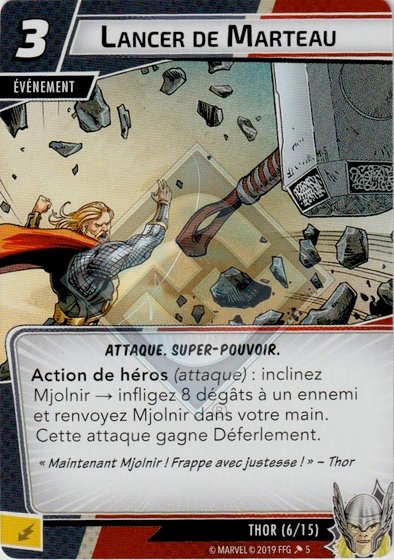 3
LANCER DE MARTEAU
ÉVÉNEMENT
ATTAQUE. SUPER-POUVOIR.
Action de héros (attaque) : inclinez
Mjolnir → infligez 8 dégâts à un ennemi
et renvoyez Mjolnir dans votre main.
Cette attaque gagne Déferlement.
« Maintenant Mjolnir ! Frappe avec justesse ! » – Thor
THOR (6/15)
© MARVEL © 2019 FFG 5